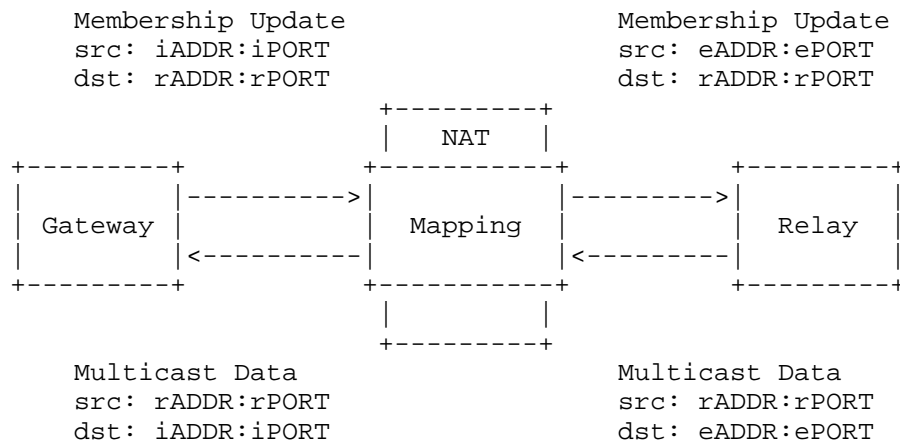 Membership Update Membership Update
src: iADDR:iPORT src: eADDR:ePORT
dst: rADDR:rPORT dst: rADDR:rPORT
NAT
Gateway Mapping Relay
Multicast Data Multicast Data
src: rADDR:rPORT src: rADDR:rPORT
dst: iADDR:iPORT dst: eADDR:ePORT